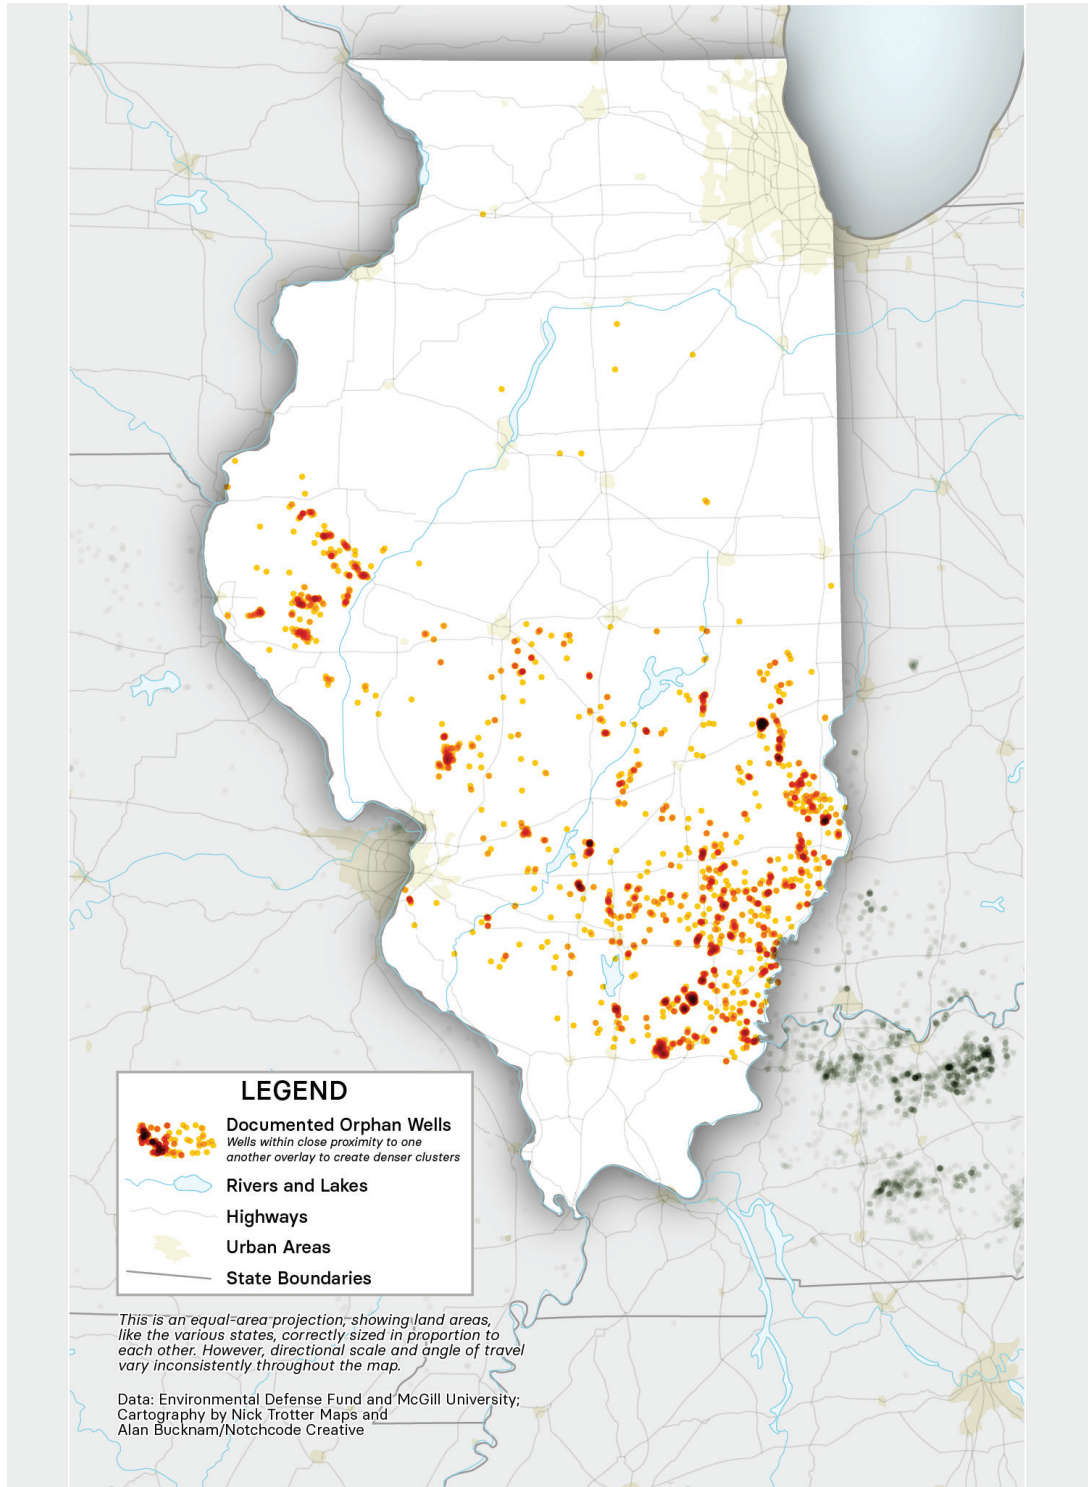 LEGEND
Documented Orphan Wells
Wells within close proximity to one
another overlay to create denser clusters
Rivers and Lakes
Highways
Urban Areas
State Boundaries
This is an equal-area projection, showing land areas,
like the various states, correctly sized in proportion to
each other. However, directional scale and angle of travel
vary inconsistently throughout the map.
Data: Environmental Defense Fund and McGill University;
Cartography by Nick Trotter Maps and
Alan Bucknam/Notchcode Creative